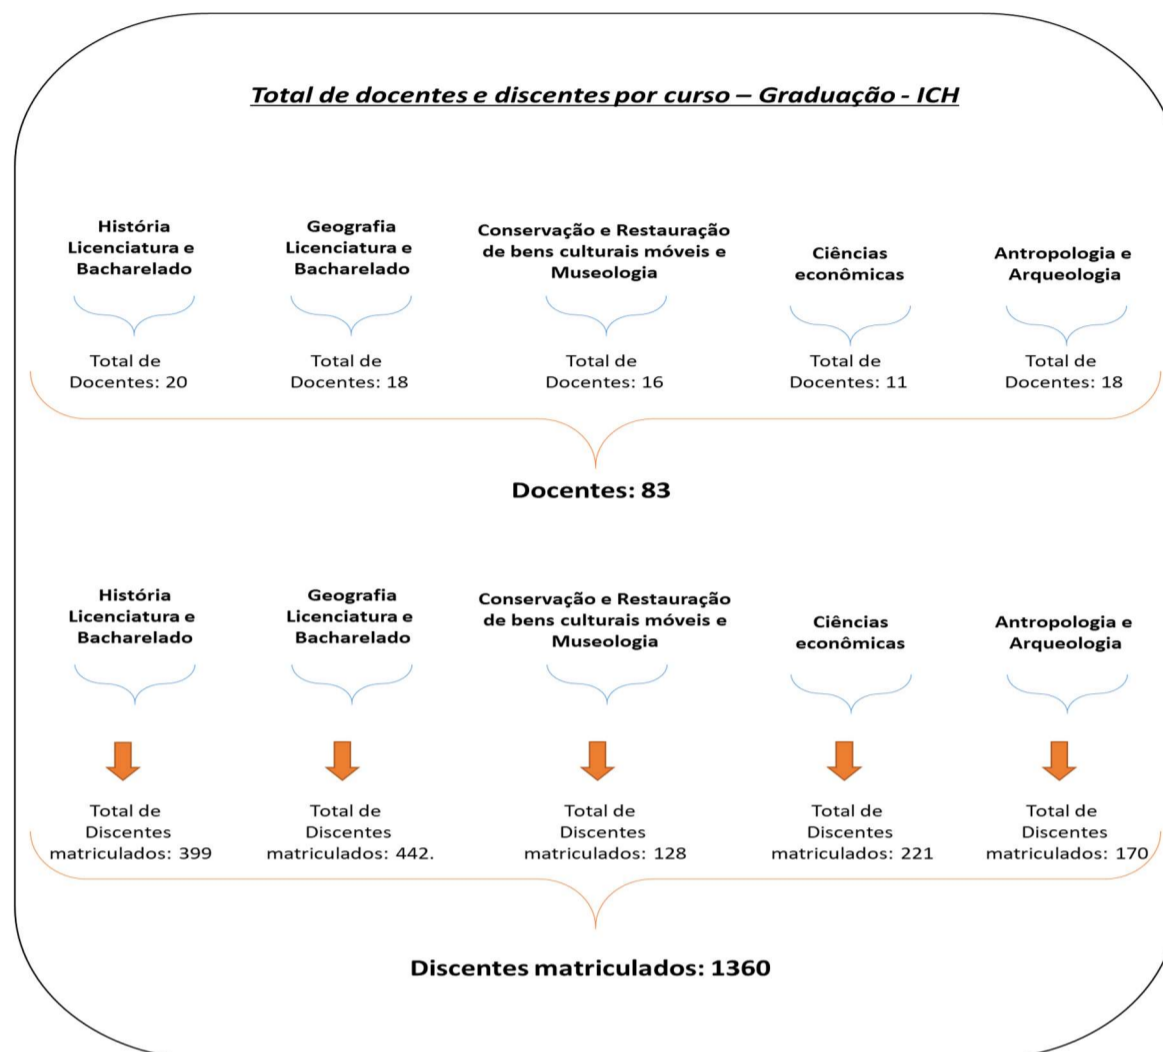 Total de docentes e discentes por curso – Graduação - ICH
História
Licenciatura e
Bacharelado
Geografia
Licenciatura e
Bacharelado
Conservação e Restauração
de bens culturais móveis e
Museologia
Ciências
econômicas
Antropologia e
Arqueologia
Total de
Docentes: 20
Total de
Docentes: 18
Total de
Docentes: 16
Total de
Docentes: 11
Total de
Docentes: 18
Docentes: 83
História
Licenciatura e
Bacharelado
Geografia
Licenciatura e
Bacharelado
Conservação e Restauração
de bens culturais móveis e
Museologia
Ciências
econômicas
Antropologia e
Arqueologia
Total de
Discentes
matriculados: 399
Total de
Discentes
matriculados: 442.
Total de
Discentes
matriculados: 128
Total de
Discentes
matriculados: 221
Total de
Discentes
matriculados: 170
Discentes matriculados: 1360